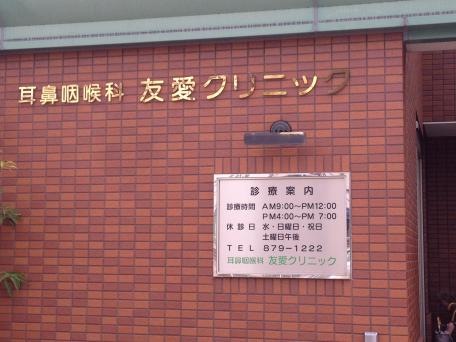 耳鼻咽喉科 友愛クリニック
診療案内
診療時間 AM9:00〜PM12:00
PM4:00〜PM 7:00
休診日 水・日曜日・祝日
土曜日午後
TEL 879-1222
耳鼻咽喉科 友愛クリニック